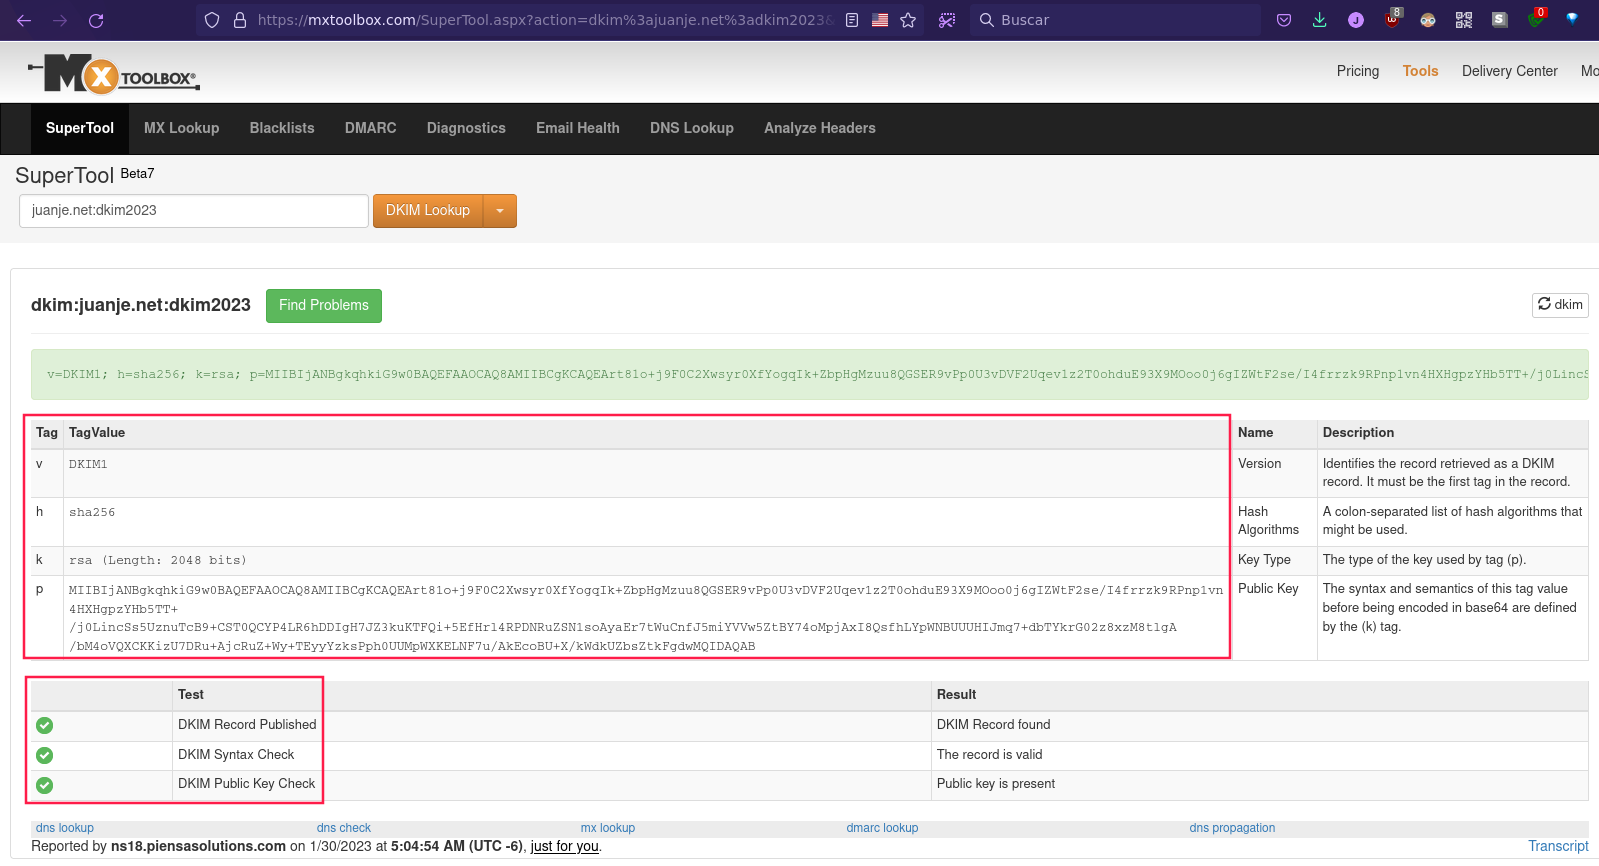 https://mxtoolbox.com/SuperTool.aspx?action=dkim%3ajuanje.net%3adkim2023&
Buscar
J
8
S
0
MX TOOLBOX®
Pricing
Tools
Delivery Center
Mo
SuperTool
MX Lookup
Blacklists
DMARC
Diagnostics
Email Health
DNS Lookup
Analyze Headers
SuperTool Beta7
juanje.net:dkim2023
DKIM Lookup
dkim:juanje.net:dkim2023
Find Problems
dkim
v=DKIM1; h=sha256; k=rsa; p=MIIBIjANBgkqhkiG9w0BAQEFAAOCAQ8AMIIBCgKCAQEArt81o+j9F0C2Xwsyr0XfYogqIk+ZbpHgMzuu8QGSER9vPp0U3vDVF2Uqev1z2T0ohduE93X9MOoo0j6gIZWtF2se/I4frrzk9RPnp1vn4HXHgpzYHb5TT+/j0LincS
Tag TagValue Name Description
v DKIM1 Version Identifies the record retrieved as a DKIM
record. It must be the first tag in the record.
h sha256 Hash A colon-separated list of hash algorithms that
Algorithms might be used.
k rsa (Length: 2048 bits) Key Type The type of the key used by tag (p).
p MIIBIjANBgkqhkiG9w0BAQEFAAOCAQ8AMIIBCgKCAQEArt81o+j9F0C2Xwsyr0XfYogqIk+ZbpHgMzuu8QGSER9vPp0U3vDVF2Uqev1z2T0ohduE93X9MOoo0j6gIZWtF2se/I4frrzk9RPnp1vn Public Key The syntax and semantics of this tag value
4HXHgpzYHb5TT+ before being encoded in base64 are defined
/j0LincSs5UznuTcB9+CST0QCYP4LR6hDDIgH7JZ3kuKTFQi+5EfHrl4RPDNRuZSN1soAyaEr7tWuCnfJ5miYVVw5ZtBY74oMpjAxI8QsfhLYpWNBUUUHIJmq7+dbTYkrG02z8xzM8tlgA by the (k) tag.
/bM4oVQXCKKizU7DRu+AjcRuZ+Wy+TEyyYzksPph0UUMpWXKELNF7u/AkEcoBU+X/kWdkUZbsZtkFgdwMQIDAQAB
Test Result
DKIM Record Published DKIM Record found
DKIM Syntax Check The record is valid
DKIM Public Key Check Public key is present
dns lookup dns check mx lookup dmarc lookup dns propagation
Reported by ns18.piensasolutions.com on 1/30/2023 at 5:04:54 AM (UTC -6), just for you. Transcript